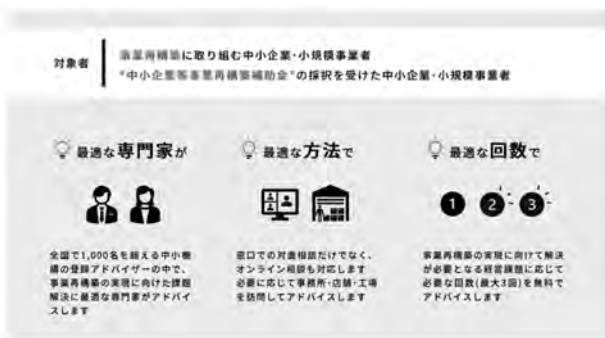 対象者
事業再構築に取り組む中小企業・小規模事業者
"中小企業等事業再構築補助金"の採択を受けた中小企業・小規模事業者
最適な専門家が
最適な方法で
最適な回数で
1 2 3
全国で1,000名を超える中小機
構の登録アドバイザーの中で、
事業再構築の実現に向けた課題
解決に最適な専門家がアドバイ
スします
窓口での対面相談だけでなく、
オンライン相談も対応します
必要に応じて事務所・店舗・工場
を訪問してアドバイスします
事業再構築の実現に向けて解決
が必要となる経営課題に応じて
必要な回数(最大3回)を無料で
アドバイスします